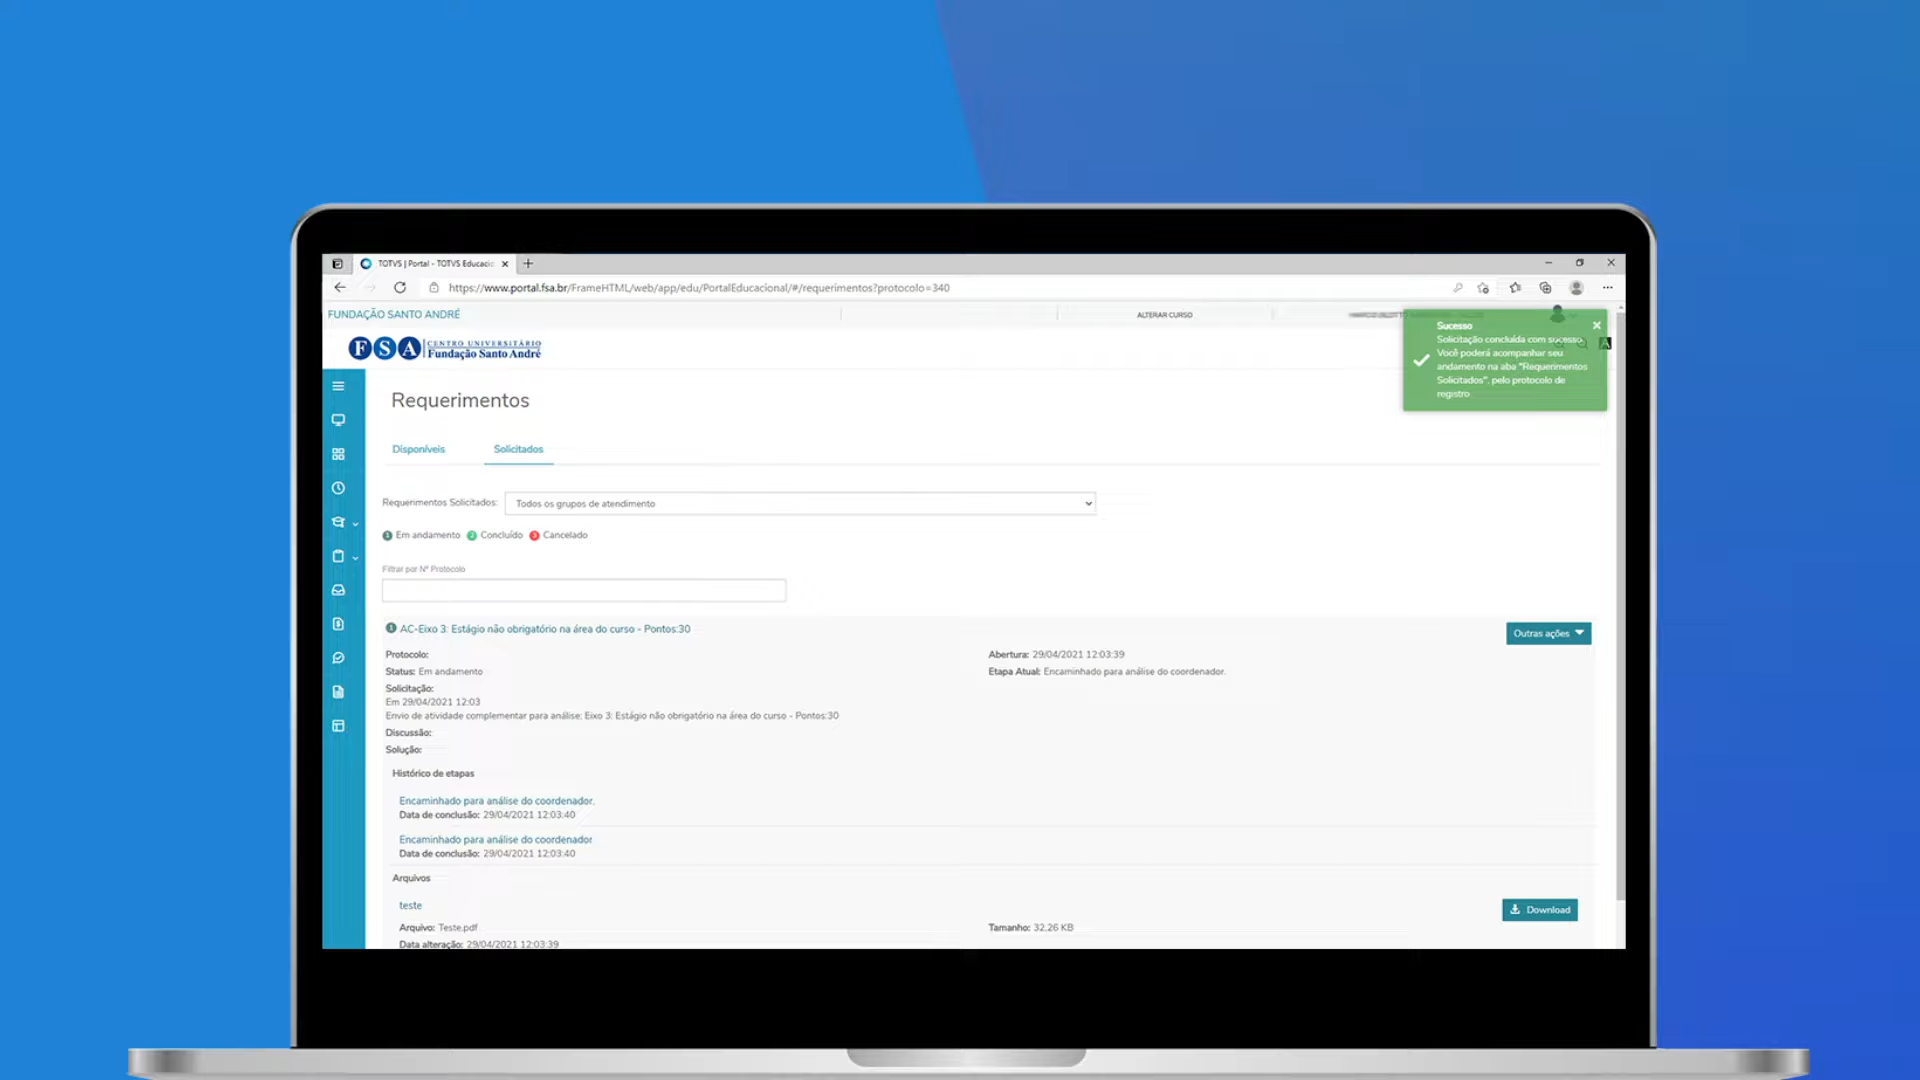 TOTVS | Portal - TOTVS Educacio
https://www.portal.fsa.br/FrameHTML/web/app/edu/PortalEducacional/#/requerimentos?protocolo=340
FUNDAÇÃO SANTO ANDRÉ
ALTERAR CURSO
FSA
CENTRO UNIVERSITÁRIO
Fundação Santo André
Sucesso
Solicitação concluída com sucesso.
Você poderá acompanhar seu
andamento na aba "Requerimentos
Solicitados", pelo protocolo de
registro
Requerimentos
Disponíveis
Solicitados
Requerimentos Solicitados:
Todos os grupos de atendimento
1 Em andamento 2 Concluído 3 Cancelado
Filtrar por Nº Protocolo
1 AC-Eixo 3: Estágio não obrigatório na área do curso - Pontos:30
Outras ações
Protocolo:
Abertura: 29/04/2021 12:03:39
Status: Em andamento
Etapa Atual: Encaminhado para análise do coordenador.
Solicitação:
Em 29/04/2021 12:03
Envio de atividade complementar para análise: Eixo 3: Estágio não obrigatório na área do curso - Pontos:30
Discussão:
Solução:
Histórico de etapas
Encaminhado para análise do coordenador.
Data de conclusão: 29/04/2021 12:03:40
Encaminhado para análise do coordenador
Data de conclusão: 29/04/2021 12:03:40
Arquivos
teste
Download
Arquivo: Teste.pdf
Tamanho: 32,26 KB
Data alteração: 29/04/2021 12:03:39